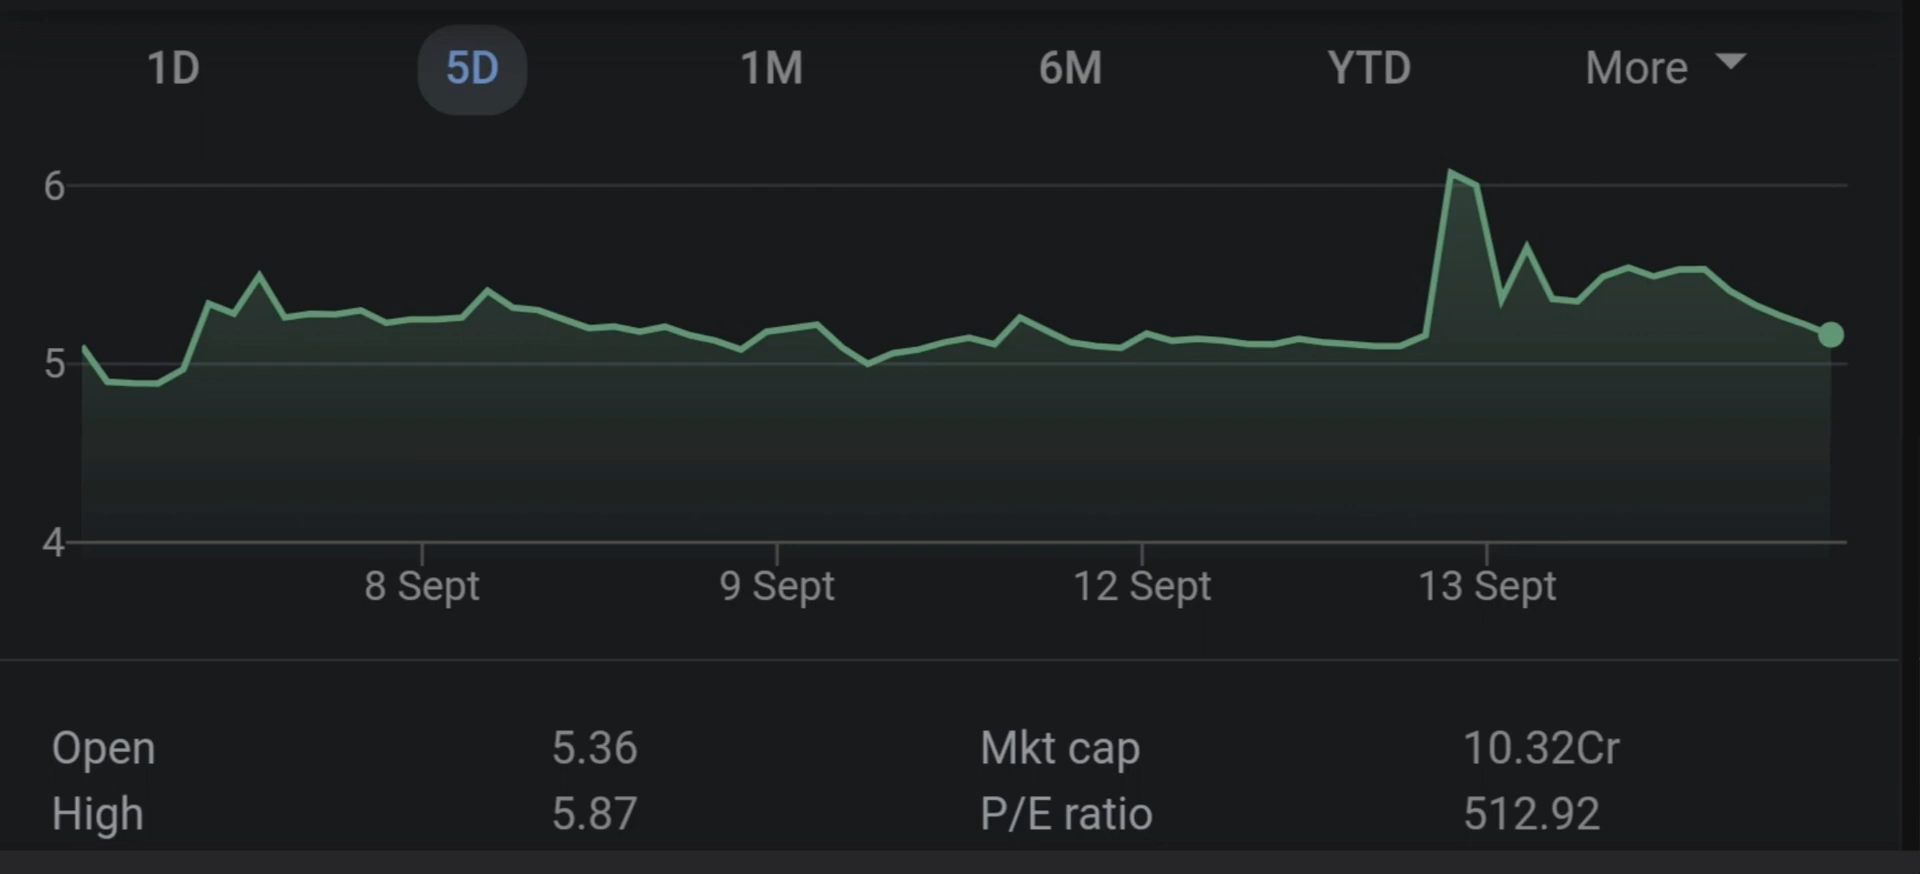 1D 5D 1M 6M YTD More
6
5
4
8 Sept 9 Sept 12 Sept 13 Sept
Open 5.36 Mkt cap 10.32Cr
High 5.87 P/E ratio 512.92